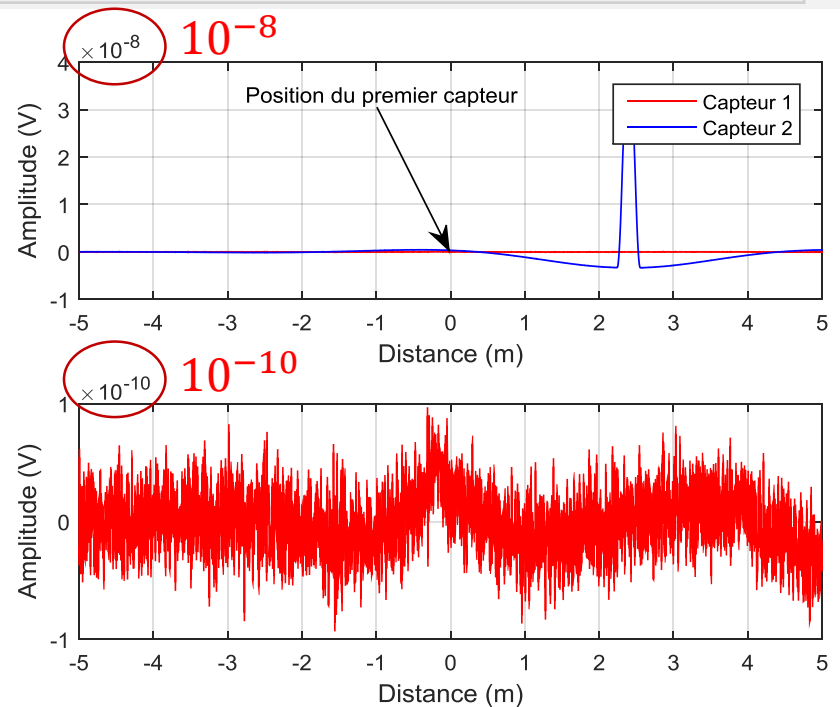 ×10⁻⁸ 10⁻⁸
4
3
2
1
0
-1
Amplitude (V)
Position du premier capteur
Capteur 1
Capteur 2
-5 -4 -3 -2 -1 0 1 2 3 4 5
Distance (m)
×10⁻¹⁰ 10⁻¹⁰
1
0
-1
Amplitude (V)
-5 -4 -3 -2 -1 0 1 2 3 4 5
Distance (m)